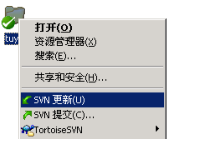 打开(O)
资源管理器(X)
搜索(E)...
共享和安全(H)...
SVN 更新(U)
SVN 提交(C)...
TortoiseSVN
tuy